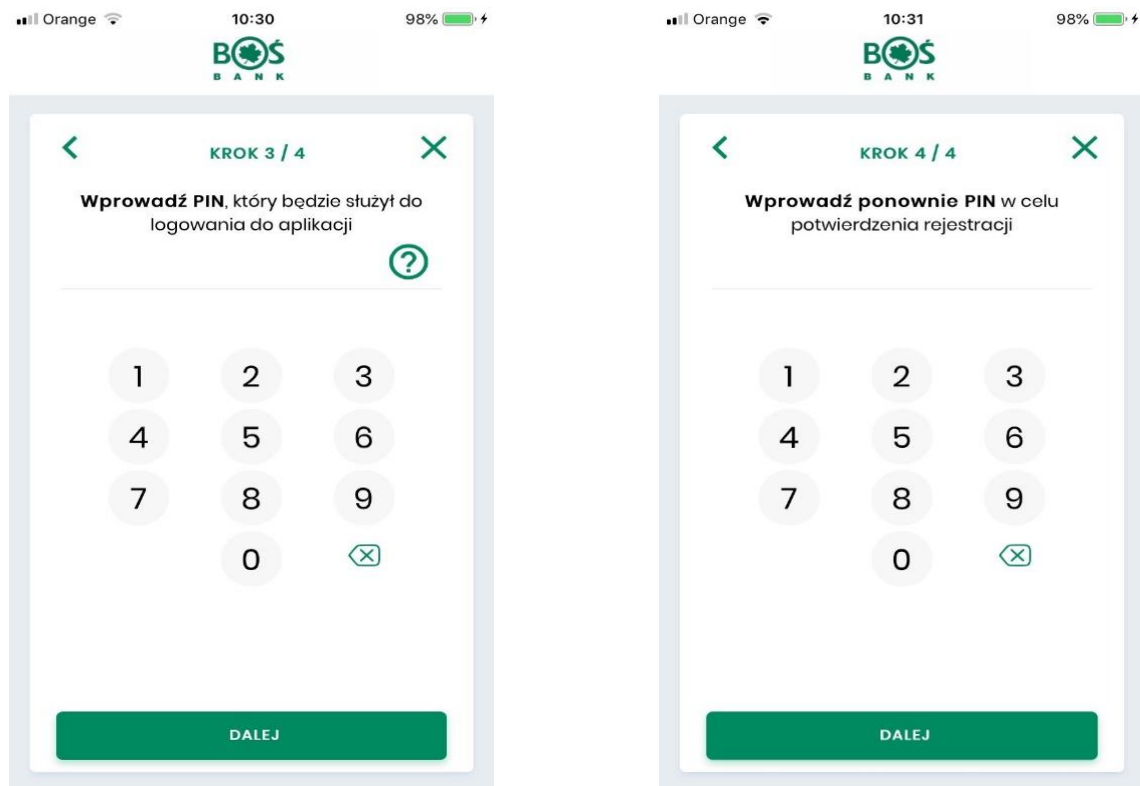 Orange 10:30 98%
BOŚ
BANK
KROK 3 / 4
Wprowadź PIN, który będzie służył do
logowania do aplikacji
?
1 2 3
4 5 6
7 8 9
0
DALEJ
Orange 10:31 98%
BOŚ
BANK
KROK 4 / 4
Wprowadź ponownie PIN w celu
potwierdzenia rejestracji
1 2 3
4 5 6
7 8 9
0
DALEJ